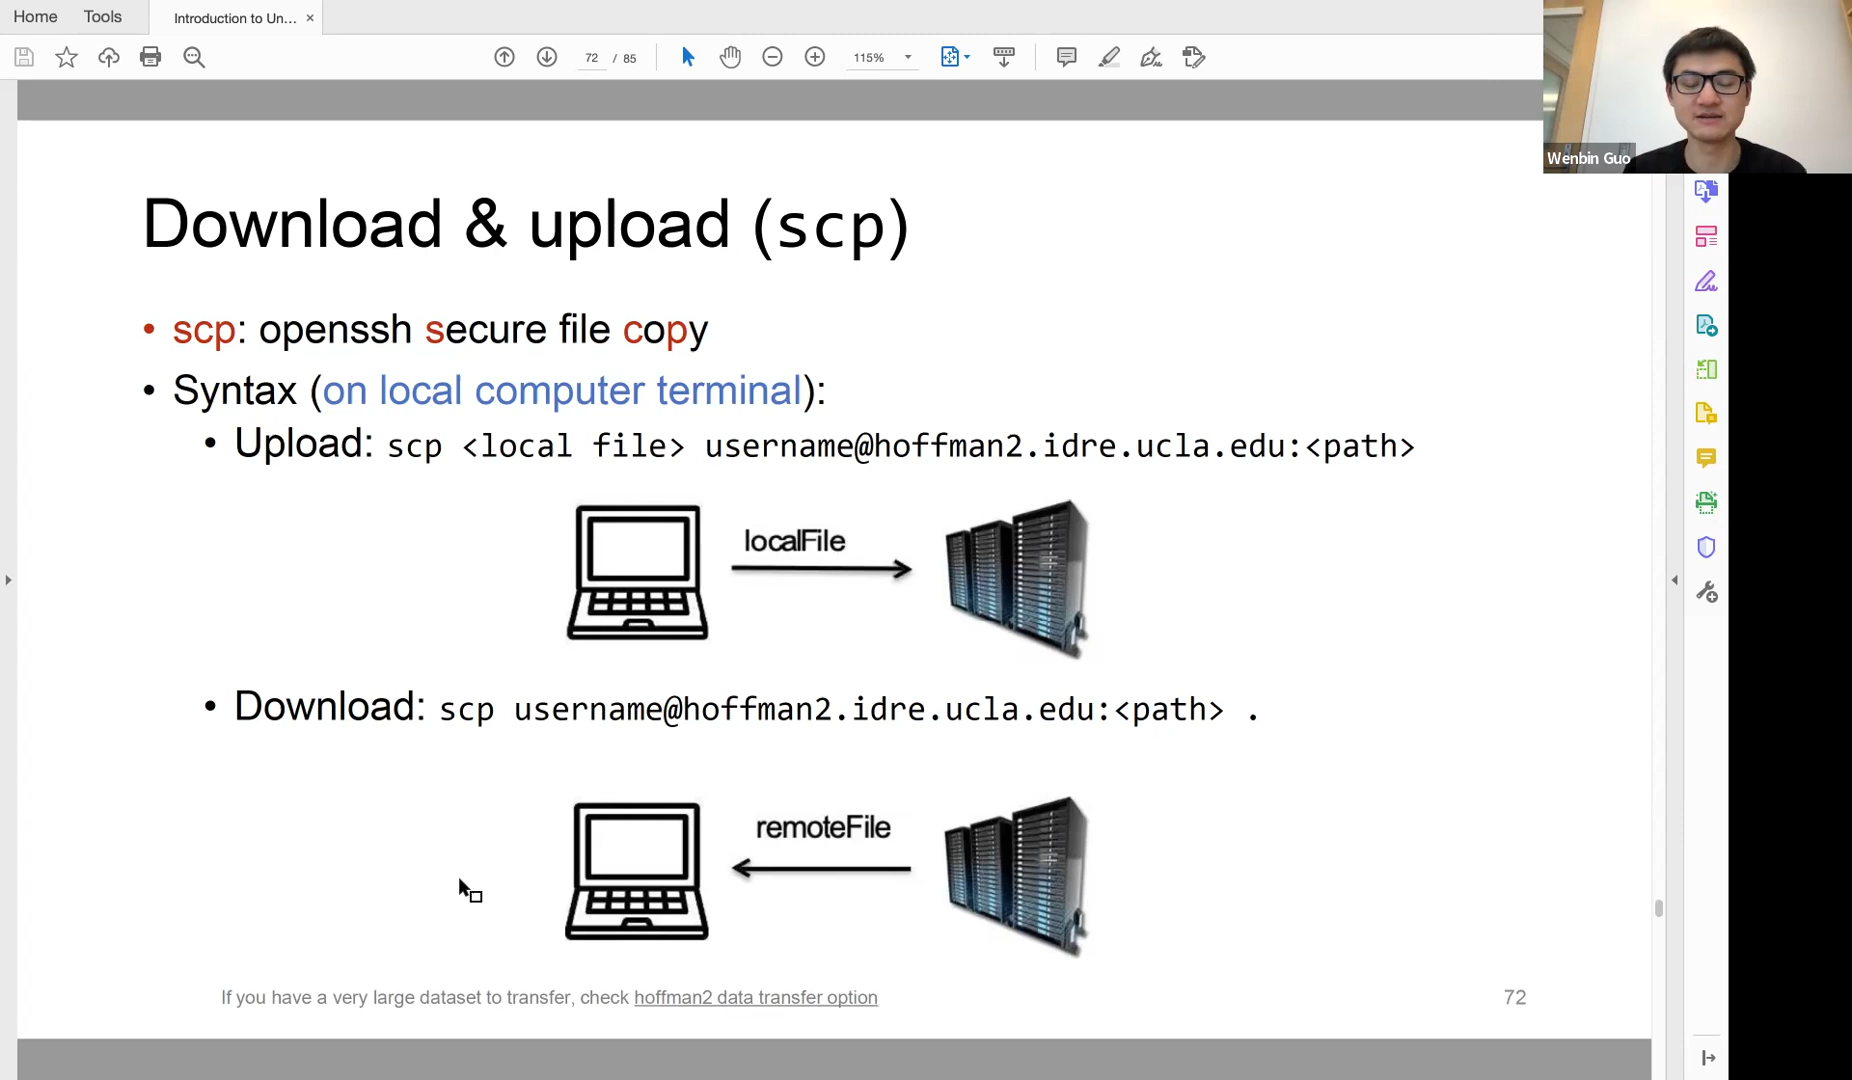 Home Tools Introduction to Un... ×
72 / 85 115%
Wenbin Guo
Download & upload (scp)
• scp: openssh secure file copy
• Syntax (on local computer terminal):
• Upload: scp <local file> username@hoffman2.idre.ucla.edu:<path>
localFile
• Download: scp username@hoffman2.idre.ucla.edu:<path> .
remoteFile
If you have a very large dataset to transfer, check hoffman2 data transfer option
72